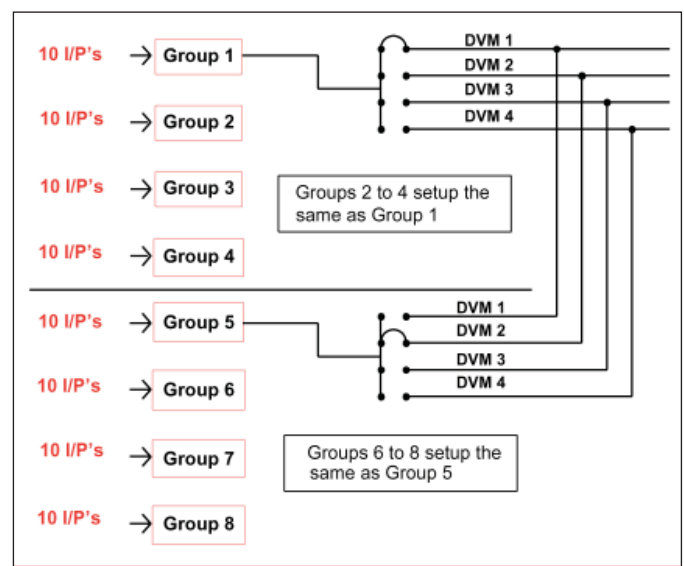 10 I/P's
Group 1
DVM 1
DVM 2
DVM 3
DVM 4
10 I/P's
Group 2
10 I/P's
Group 3
Groups 2 to 4 setup the
same as Group 1
10 I/P's
Group 4
10 I/P's
Group 5
DVM 1
DVM 2
DVM 3
DVM 4
10 I/P's
Group 6
10 I/P's
Group 7
Groups 6 to 8 setup the
same as Group 5
10 I/P's
Group 8